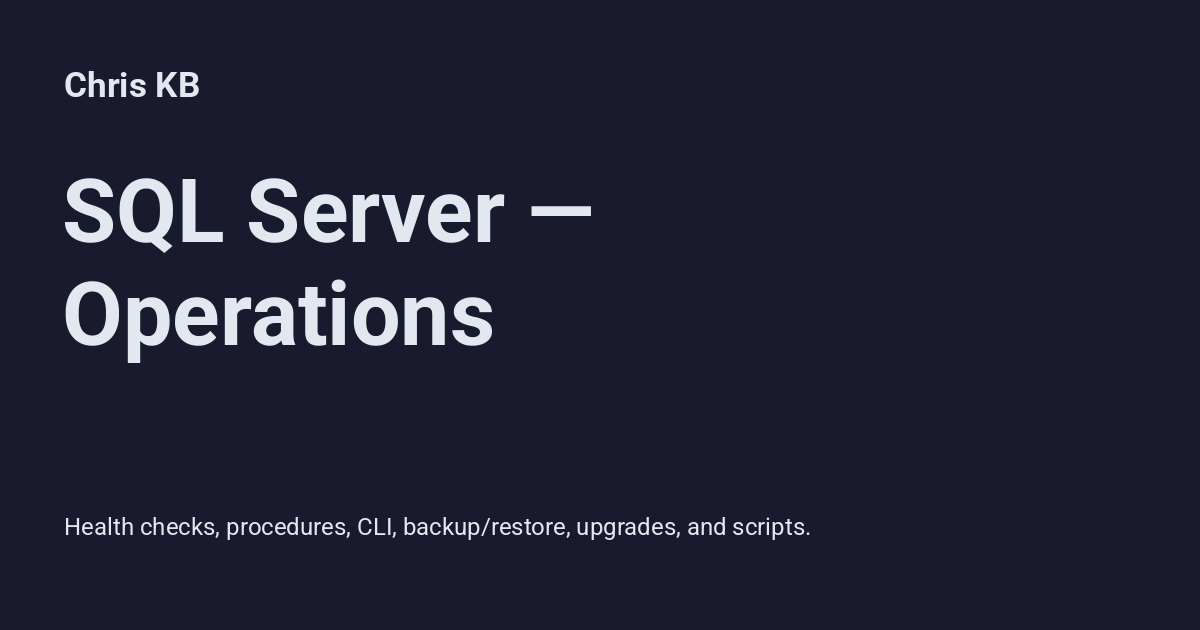 Chris KB
SQL Server —
Operations
Health checks, procedures, CLI, backup/restore, upgrades, and scripts.